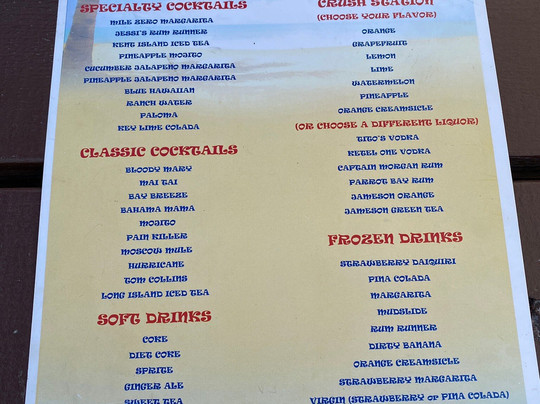 SPECIALTY COCKTAILS
MILE ZERO MARGARITA
JESSI'S RUM RUNNER
KENT ISLAND ICED TEA
PINEAPPLE MOJITO
CUCUMBER JALAPENO MARGARITA
PINEAPPLE JALAPENO MARGARITA
BLUE HAWAIIAN
RANCH WATER
PALOMA
KEY LIME COLADA
CLASSIC COCKTAILS
BLOODY MARY
MAI TAI
BAY BREEZE
BAHAMA MAMA
MOJITO
PAIN KILLER
MOSCOW MULE
HURRICANE
TOM COLLINS
LONG ISLAND ICED TEA
SOFT DRINKS
COKE
DIET COKE
SPRITE
GINGER ALE
SWEET TEA
CRUSH STATION
(CHOOSE YOUR FLAVOR)
ORANGE
GRAPEFRUIT
LEMON
LIME
WATERMELON
PINEAPPLE
ORANGE CREAMSICLE
(OR CHOOSE A DIFFERENT LIQUOR)
TITO'S VODKA
KETEL ONE VODKA
CAPTAIN MORGAN RUM
PARROT BAY RUM
JAMESON ORANGE
JAMESON GREEN TEA
FROZEN DRINKS
STRAWBERRY DAIQUIRI
PINA COLADA
MARGARITA
MUDSLIDE
RUM RUNNER
DIRTY BANANA
ORANGE CREAMSICLE
STRAWBERRY MARGARITA
VIRGIN (STRAWBERRY OR PINA COLADA)